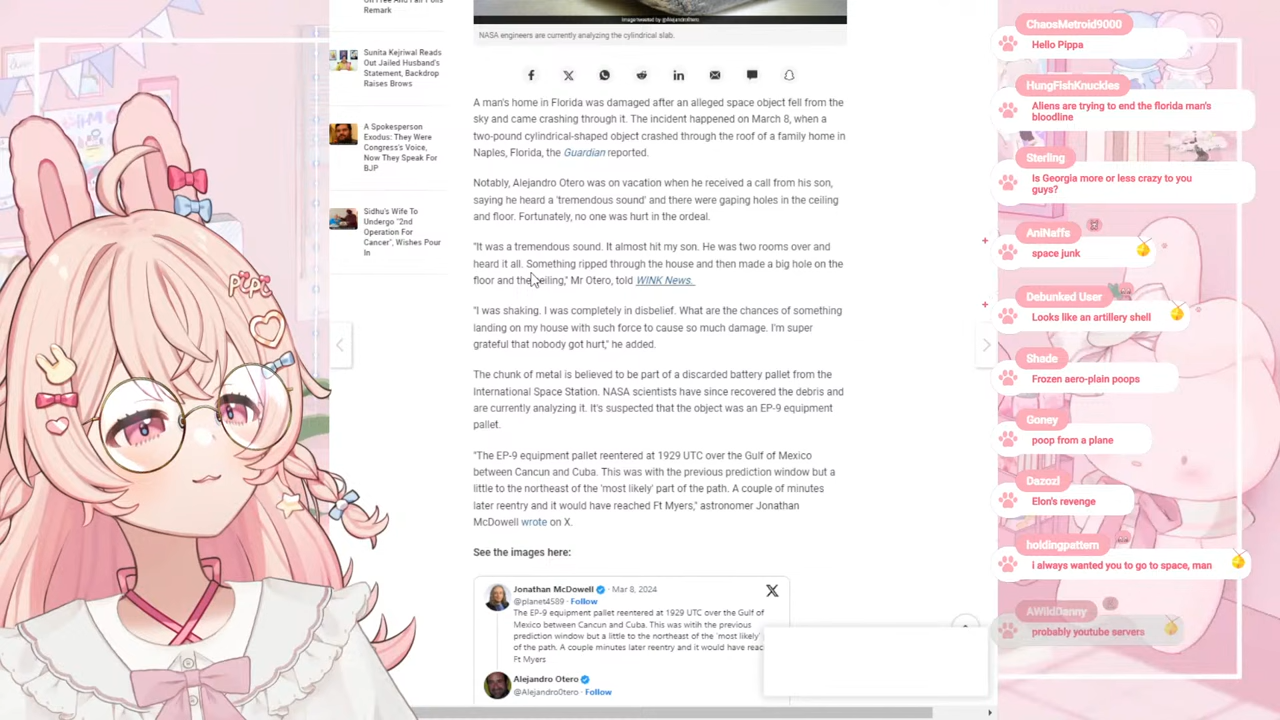 On Free And Fair Polls
Remark
Sunita Kejriwal Reads
Out Jailed Husband's
Statement, Backdrop
Raises Brows
A Spokesperson
Exodus: They Were
Congress's Voice,
Now They Speak For
BJP
Sidhu's Wife To
Undergo "2nd
Operation For
Cancer", Wishes Pour
In
PiPi
Image tweeted by @Alejandro0tero
NASA engineers are currently analyzing the cylindrical slab.
A man's home in Florida was damaged after an alleged space object fell from the
sky and came crashing through it. The incident happened on March 8, when a
two-pound cylindrical-shaped object crashed through the roof of a family home in
Naples, Florida, the Guardian reported.
Notably, Alejandro Otero was on vacation when he received a call from his son,
saying he heard a 'tremendous sound' and there were gaping holes in the ceiling
and floor. Fortunately, no one was hurt in the ordeal.
"It was a tremendous sound. It almost hit my son. He was two rooms over and
heard it all. Something ripped through the house and then made a big hole on the
floor and the ceiling," Mr Otero, told WINK News.
"I was shaking. I was completely in disbelief. What are the chances of something
landing on my house with such force to cause so much damage. I'm super
grateful that nobody got hurt," he added.
The chunk of metal is believed to be part of a discarded battery pallet from the
International Space Station. NASA scientists have since recovered the debris and
are currently analyzing it. It's suspected that the object was an EP-9 equipment
pallet.
"The EP-9 equipment pallet reentered at 1929 UTC over the Gulf of Mexico
between Cancun and Cuba. This was with the previous prediction window but a
little to the northeast of the 'most likely' part of the path. A couple of minutes
later reentry and it would have reached Ft Myers," astronomer Jonathan
McDowell wrote on X.
See the images here:
Jonathan McDowell · Mar 8, 2024
@planet4589 · Follow
The EP-9 equipment pallet reentered at 1929 UTC over the Gulf of
Mexico between Cancun and Cuba. This was within the previous
prediction window but a little to the northeast of the 'most likely' part
of the path. A couple minutes later reentry and it would have reac
Ft Myers
Alejandro Otero
@Alejandro0tero · Follow
ChaosMetroid9000
Hello Pippa
HungFishKnuckles
Aliens are trying to end the florida man's
bloodline
Sterling
Is Georgia more or less crazy to you
guys?
AniNaffs
space junk
Debunked User
Looks like an artillery shell
Shade
Frozen aero-plain poops
Goney
poop from a plane
Dazozl
Elon's revenge
holdingpattern
i always wanted you to go to space, man
AWildDanny
probably youtube servers